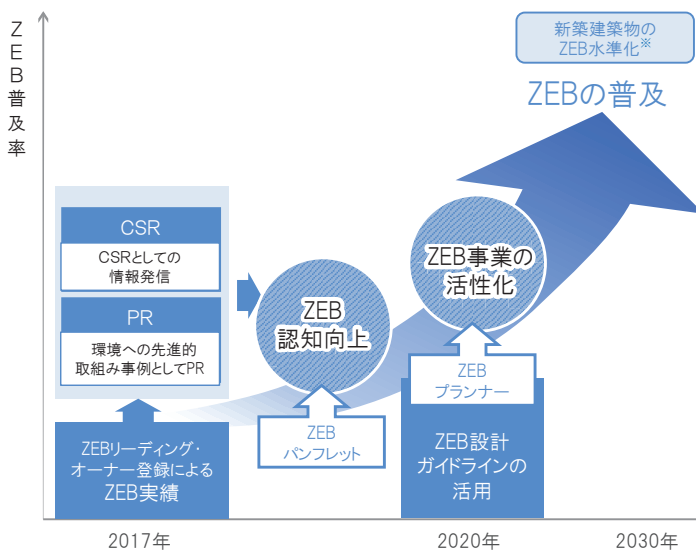 ZEB普及率
新築建築物の
ZEB水準化※
ZEBの普及
CSR
CSRとしての
情報発信
PR
環境への先進的
取組み事例としてPR
ZEB
認知向上
ZEB事業の
活性化
ZEBリーディング・
オーナー登録による
ZEB実績
ZEB
パンフレット
ZEB
プランナー
ZEB設計
ガイドラインの
活用
2017年
2020年
2030年